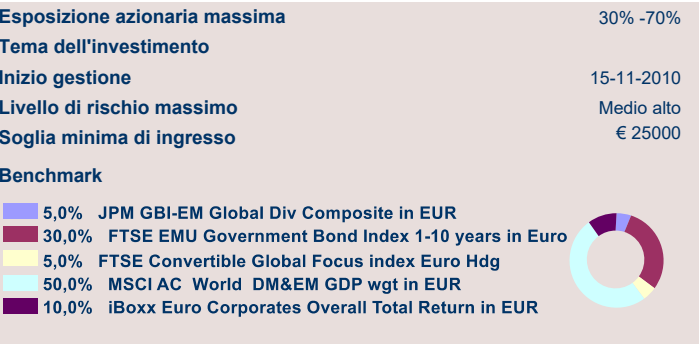 Esposizione azionaria massima 30% -70%
Tema dell'investimento
Inizio gestione 15-11-2010
Livello di rischio massimo Medio alto
Soglia minima di ingresso € 25000
Benchmark
5,0% JPM GBI-EM Global Div Composite in EUR
30,0% FTSE EMU Government Bond Index 1-10 years in Euro
5,0% FTSE Convertible Global Focus index Euro Hdg
50,0% MSCI AC World DM&EM GDP wgt in EUR
10,0% iBoxx Euro Corporates Overall Total Return in EUR